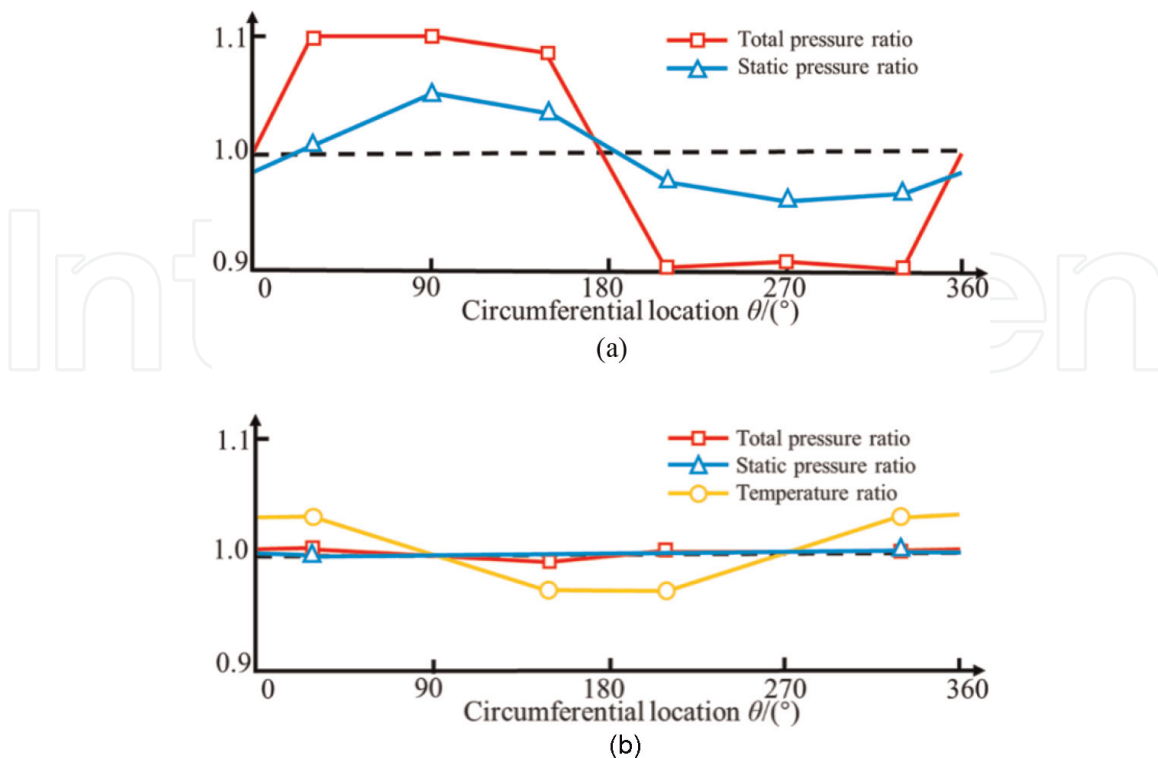 1.1
Total pressure ratio
Static pressure ratio
1.0
0.9
0 90 180 270 360
Circumferential location θ/(°)
(a)
Inte en
1.1
Total pressure ratio
Static pressure ratio
Temperature ratio
1.0
0.9
0 90 180 270 360
Circumferential location θ/(°)
(b)